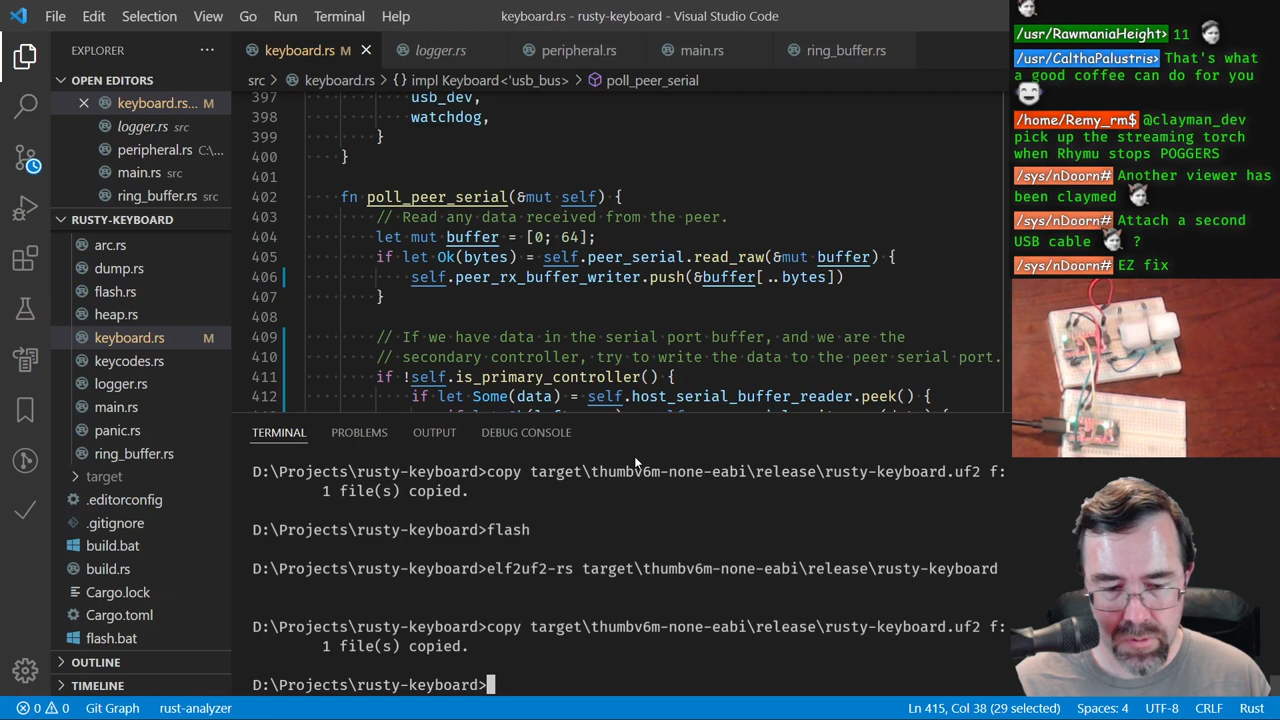 File Edit Selection View Go Run Terminal Help
keyboard.rs - rusty-keyboard - Visual Studio Code
EXPLORER
OPEN EDITORS
keyboard.rs... M
logger.rs src
peripheral.rs C:\...
main.rs src
ring_buffer.rs src
RUSTY-KEYBOARD
arc.rs
dump.rs
flash.rs
heap.rs
keyboard.rs M
keycodes.rs
logger.rs
main.rs
panic.rs
ring_buffer.rs
target
.editorconfig
.gitignore
build.bat
build.rs
Cargo.lock
Cargo.toml
flash.bat
OUTLINE
TIMELINE
keyboard.rs M logger.rs peripheral.rs main.rs ring_buffer.rs
src > keyboard.rs > {} impl Keyboard<'usb_bus> > poll_peer_serial
397 usb_dev,
398 watchdog,
399 }
400 }
401
402 fn poll_peer_serial(&mut self) {
403 // Read any data received from the peer.
404 let mut buffer = [0; 64];
405 if let Ok(bytes) = self.peer_serial.read_raw(&mut buffer) {
406 self.peer_rx_buffer_writer.push(&buffer[..bytes])
407 }
408
409 // If we have data in the serial port buffer, and we are the
410 // secondary controller, try to write the data to the peer serial port.
411 if !self.is_primary_controller() {
412 if let Some(data) = self.host_serial_buffer_reader.peek() {
TERMINAL PROBLEMS OUTPUT DEBUG CONSOLE
D:\Projects\rusty-keyboard>copy target\thumbv6m-none-eabi\release\rusty-keyboard.uf2 f:
1 file(s) copied.
D:\Projects\rusty-keyboard>flash
D:\Projects\rusty-keyboard>elf2uf2-rs target\thumbv6m-none-eabi\release\rusty-keyboard
D:\Projects\rusty-keyboard>copy target\thumbv6m-none-eabi\release\rusty-keyboard.uf2 f:
1 file(s) copied.
D:\Projects\rusty-keyboard>
0 0 Git Graph rust-analyzer
Ln 415, Col 38 (29 selected) Spaces: 4 UTF-8 CRLF Rust
/usr/RawmaniaHeight> 11
/usr/CalthaPalustris> That's what
a good coffee can do for you
/home/Remy_rm$ @clayman_dev
pick up the streaming torch
when Rhymu stops POGGERS
/sys/nDoorn# Another viewer has
been claymed
/sys/nDoorn# Attach a second
USB cable ?
/sys/nDoorn# EZ fix